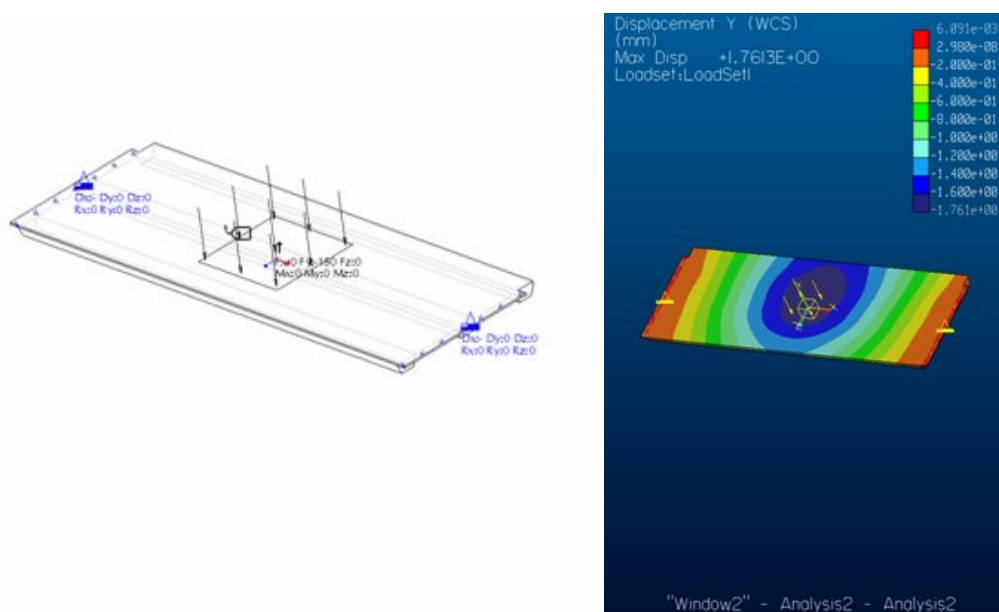 Dx:- Dy:0 Dz:0
Rx:0 Ry:0 Rz:0
Mx:0 My:0 Mz:0
Dx:- Dy:0 Dz:0
Rx:0 Ry:0 Rz:0
Displacement Y (WCS)
(mm)
Max Disp +1.7613E+00
Loadset:LoadSet1
6.091e-03
2.980e-08
-2.000e-01
-4.000e-01
-6.000e-01
-8.000e-01
-1.000e+00
-1.200e+00
-1.400e+00
-1.600e+00
-1.761e+00
"Window2" - Analysis2 - Analysis2